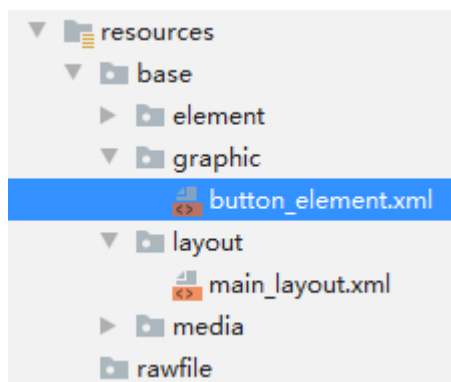 resources
base
element
graphic
button_element.xml
layout
main_layout.xml
media
rawfile